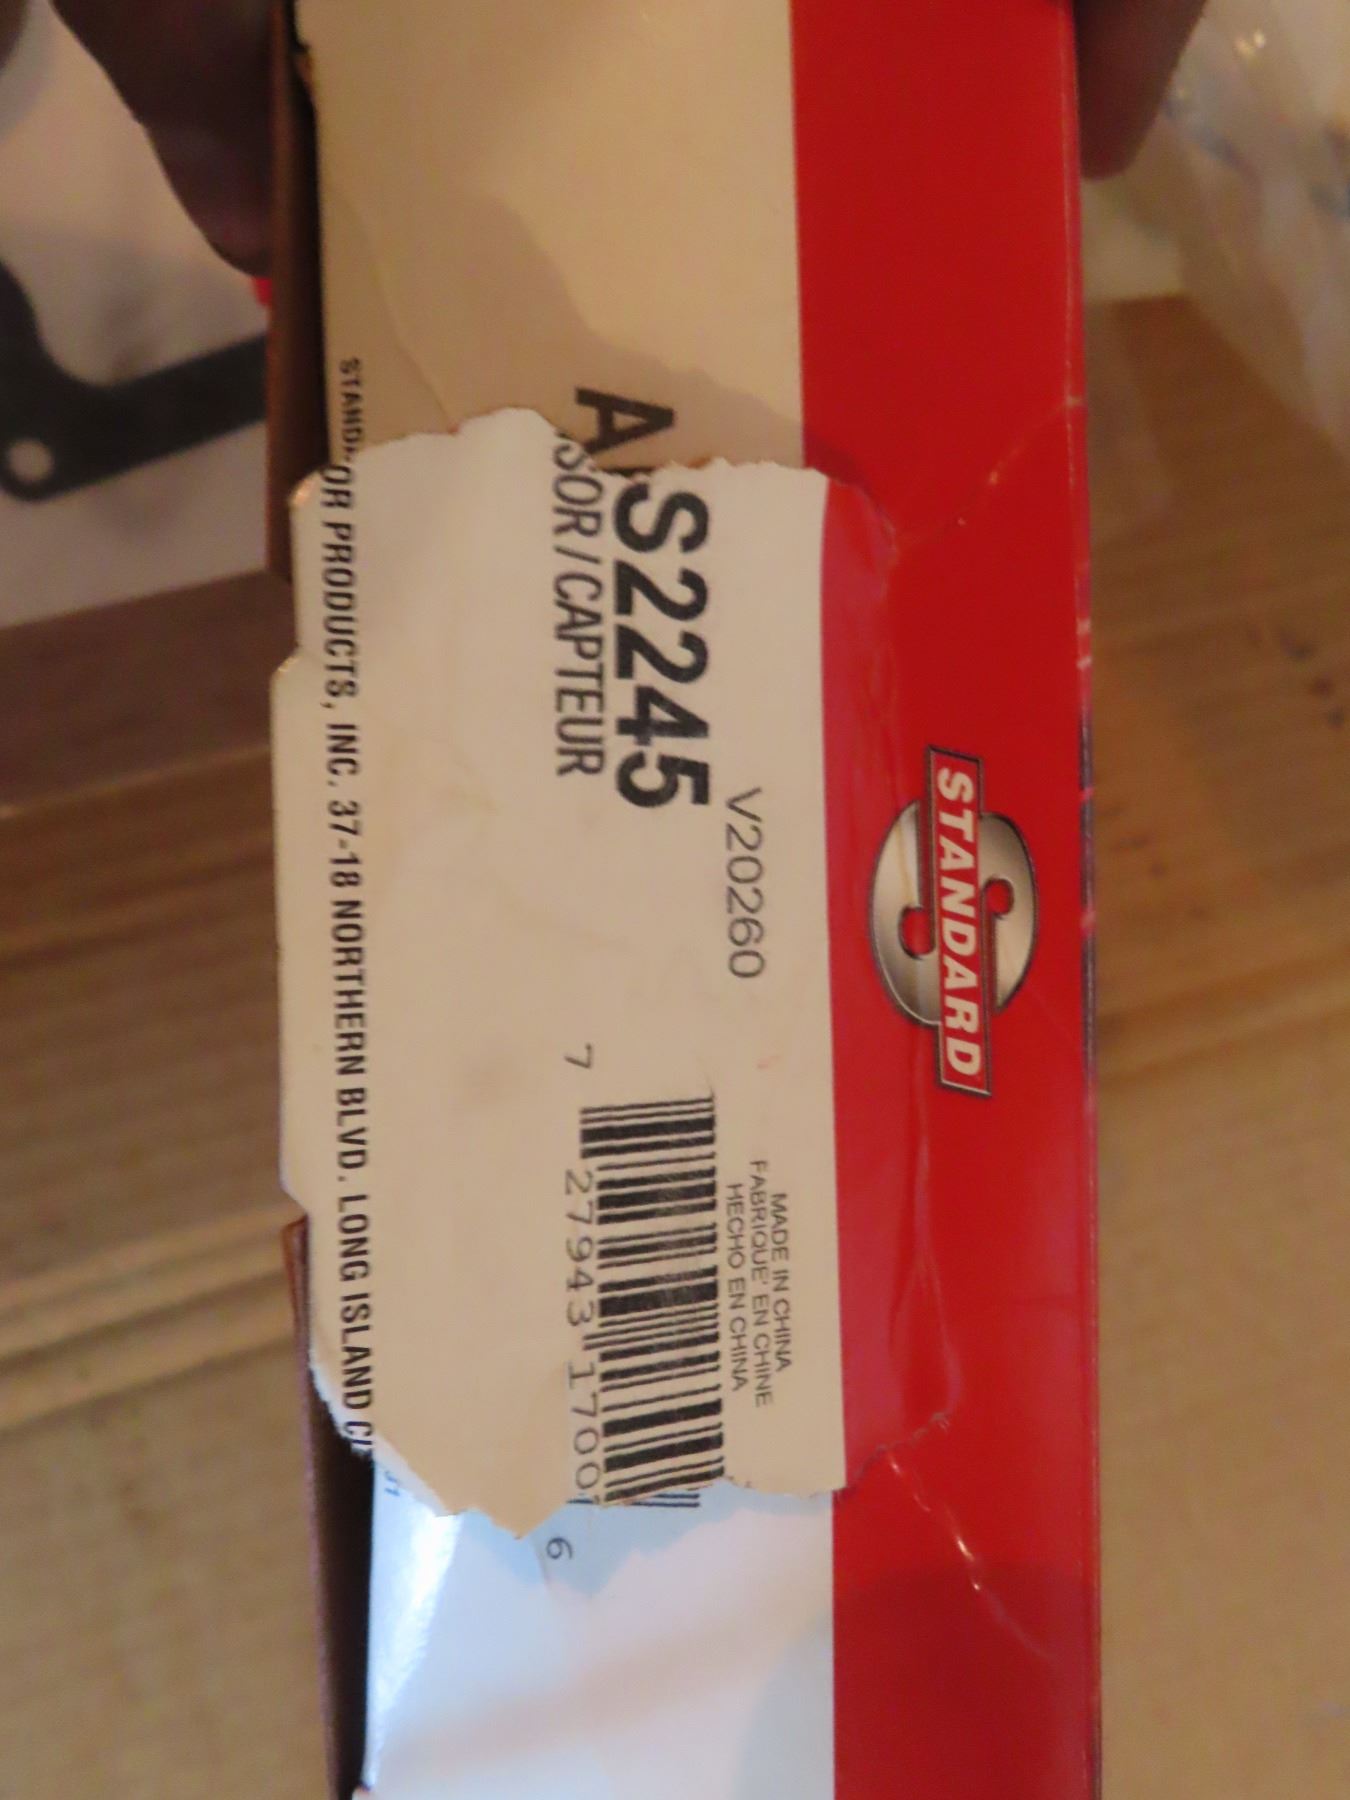 STANDARD
V20260
MADE IN CHINA
FABRIQUE' EN CHINE
HECHO EN CHINA
A S2245
SOR / CAPTEUR
7 27943 1700 6
STAND OR PRODUCTS, INC. 37-18 NORTHERN BLVD. LONG ISLAND